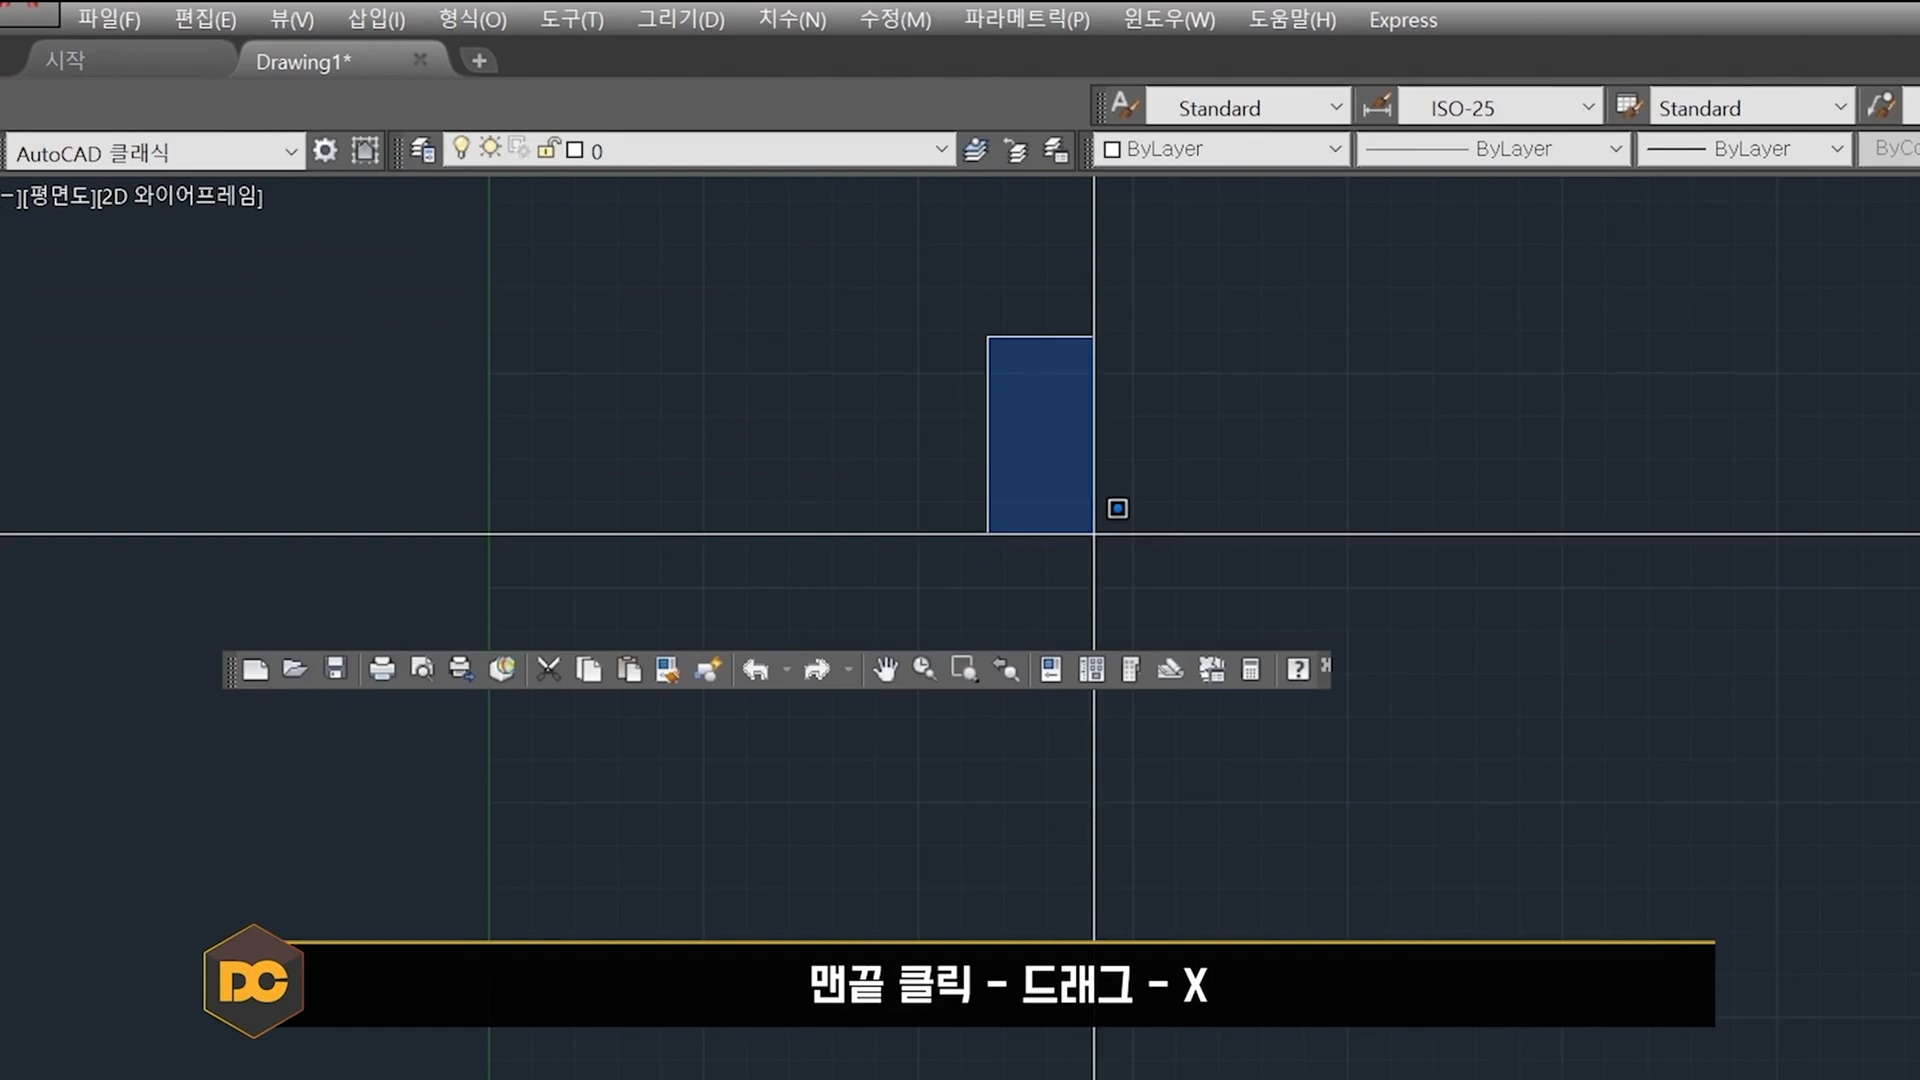 파일(F) 편집(E) 뷰(V) 삽입(I) 형식(O) 도구(T) 그리기(D) 치수(N) 수정(M) 파라메트릭(P) 윈도우(W) 도움말(H) Express
시작 Drawing1*
Standard ISO-25 Standard
AutoCAD 클래식 0 ByLayer ByLayer ByLayer
−][평면도][2D 와이어프레임]
DC
맨끝 클릭 - 드래그 - X